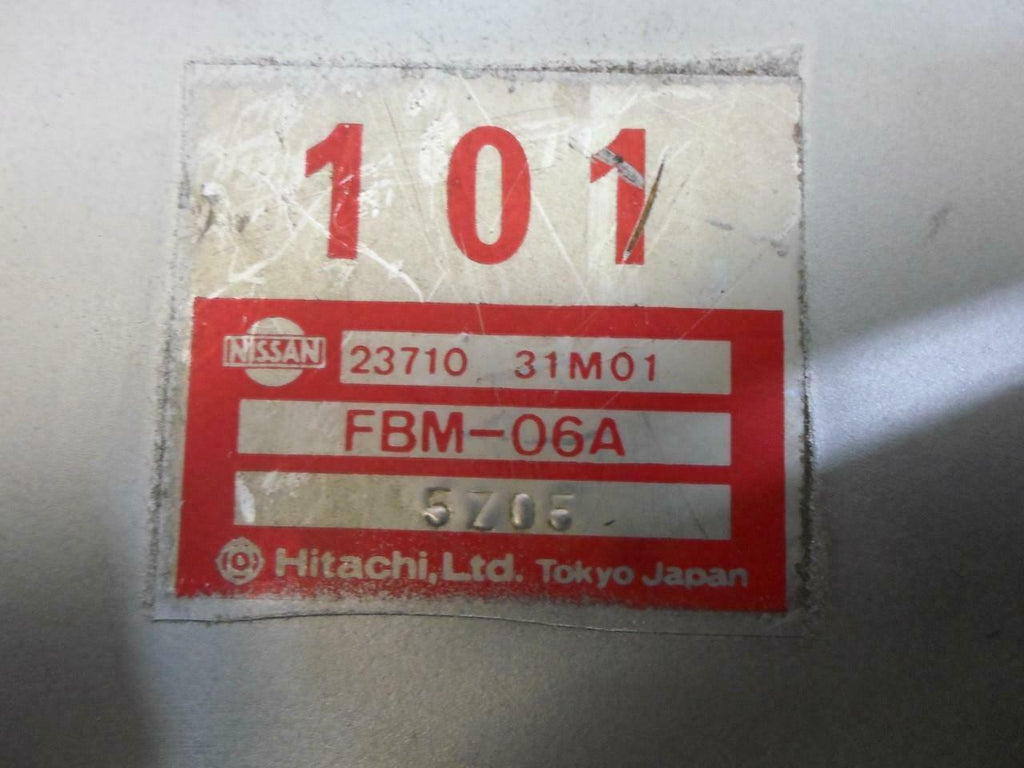 101
NISSAN 23710 31M01
FBM-06A
5Z05
Hitachi, Ltd. Tokyo Japan